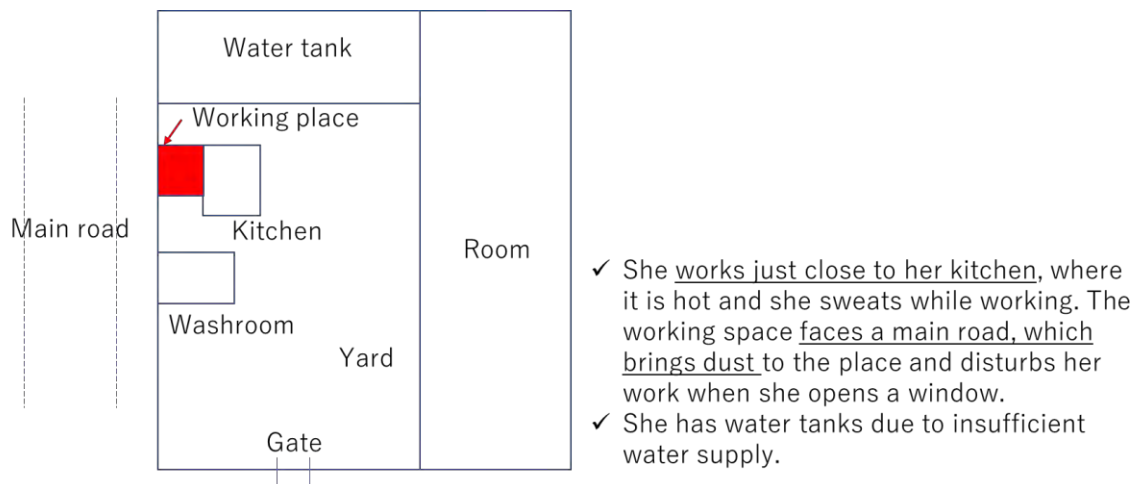 Water tank
Working place
Main road
Kitchen
Room
Washroom
Yard
Gate
✓ She works just close to her kitchen, where
it is hot and she sweats while working. The
working space faces a main road, which
brings dust to the place and disturbs her
work when she opens a window.
✓ She has water tanks due to insufficient
water supply.